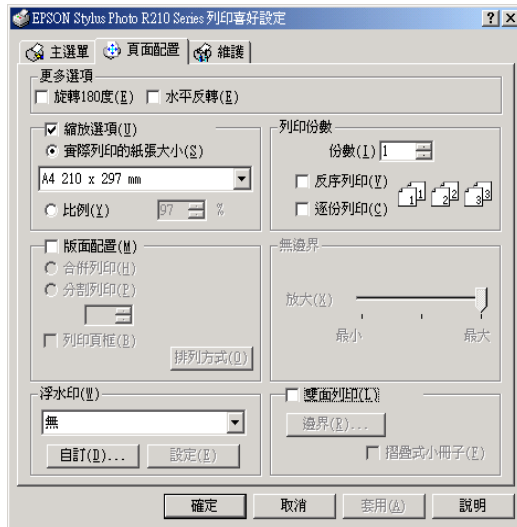 EPSON Stylus Photo R210 Series 列印喜好設定
主選單 頁面配置 維護
更多選項
旋轉180度(E) 水平反轉(E)
縮放選項(U)
實際列印的紙張大小(S)
A4 210 x 297 mm
比例(Y) 97 %
列印份數
份數(I) 1
反序列印(V)
逐份列印(C)
1 1 2 2 3 3
版面配置(M)
合併列印(H)
分割列印(P)
列印頁框(B)
排列方式(O)
無邊界
放大(X)
最小 最大
浮水印(W)
無
自訂(D)... 設定(E)
雙面列印(L)
邊界(R)...
摺疊式小冊子(F)
確定 取消 套用(A) 說明